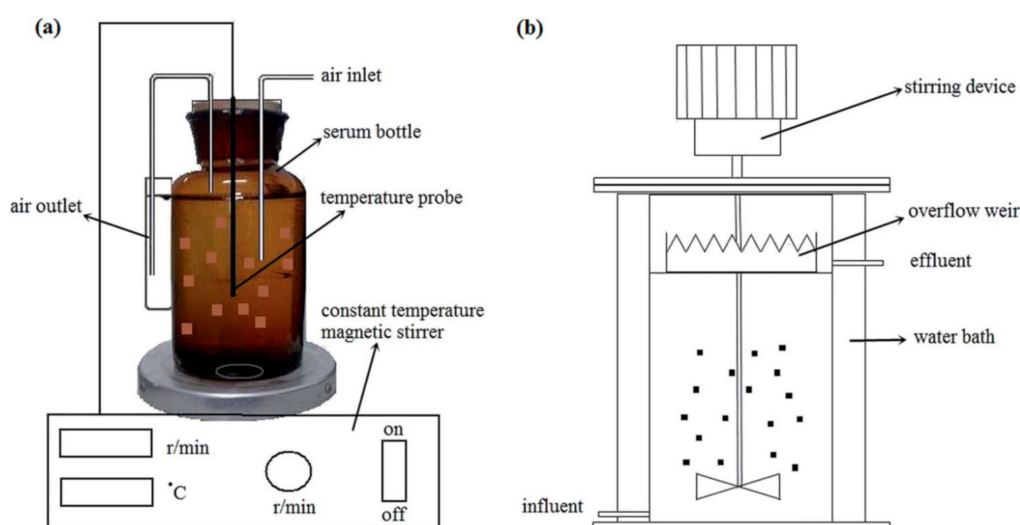 (a)
air inlet
serum bottle
temperature probe
air outlet
constant temperature
magnetic stirrer
r/min
°C
r/min
on
off
(b)
stirring device
overflow weir
effluent
water bath
influent